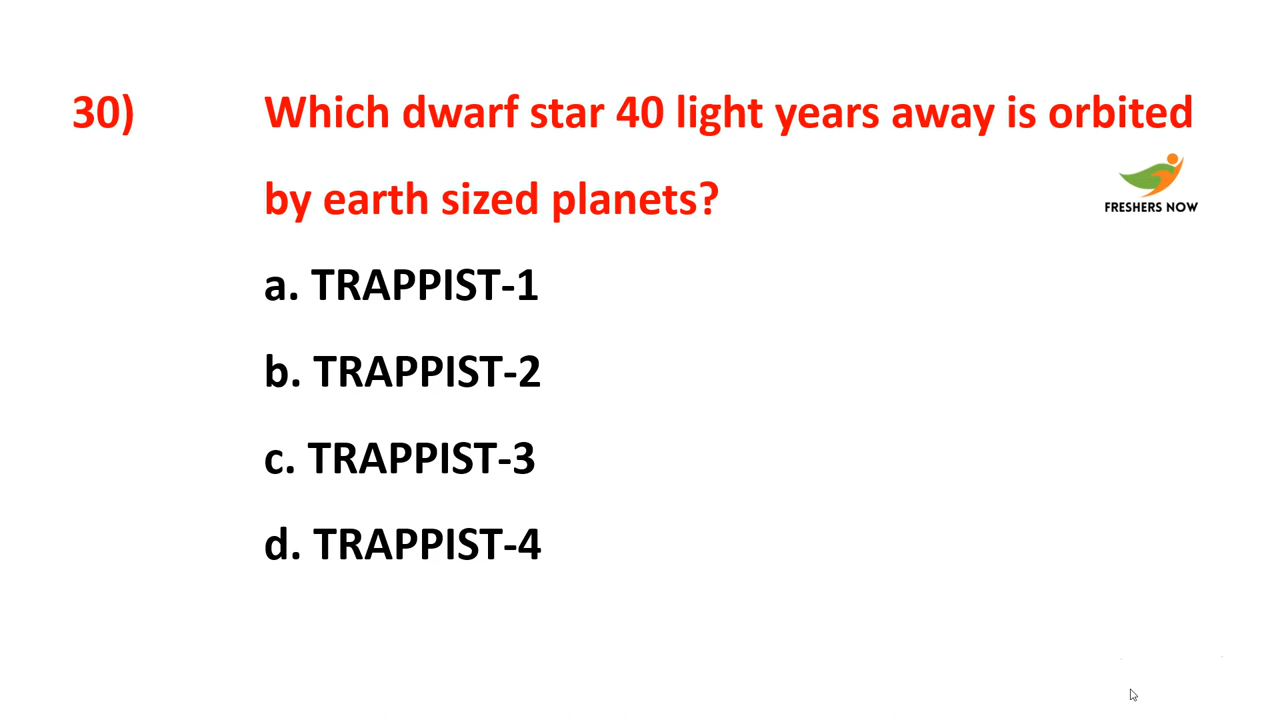 30) Which dwarf star 40 light years away is orbited
by earth sized planets?
FRESHERS NOW
a. TRAPPIST-1
b. TRAPPIST-2
c. TRAPPIST-3
d. TRAPPIST-4